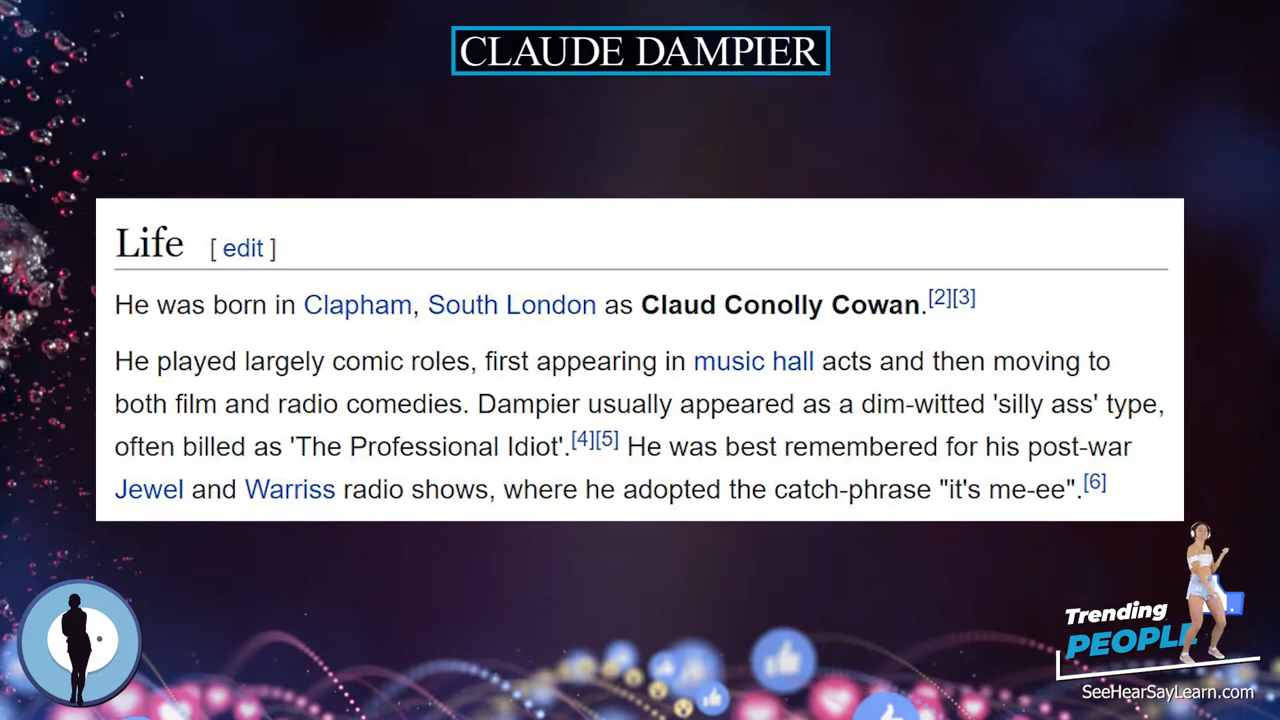 CLAUDE DAMPIER
Life [ edit ]
He was born in Clapham, South London as Claud Conolly Cowan.[2][3]
He played largely comic roles, first appearing in music hall acts and then moving to
both film and radio comedies. Dampier usually appeared as a dim-witted 'silly ass' type,
often billed as 'The Professional Idiot'.[4][5] He was best remembered for his post-war
Jewel and Warriss radio shows, where he adopted the catch-phrase "it's me-ee".[6]
Trending
PEOPLE
SeeHearSayLearn.com